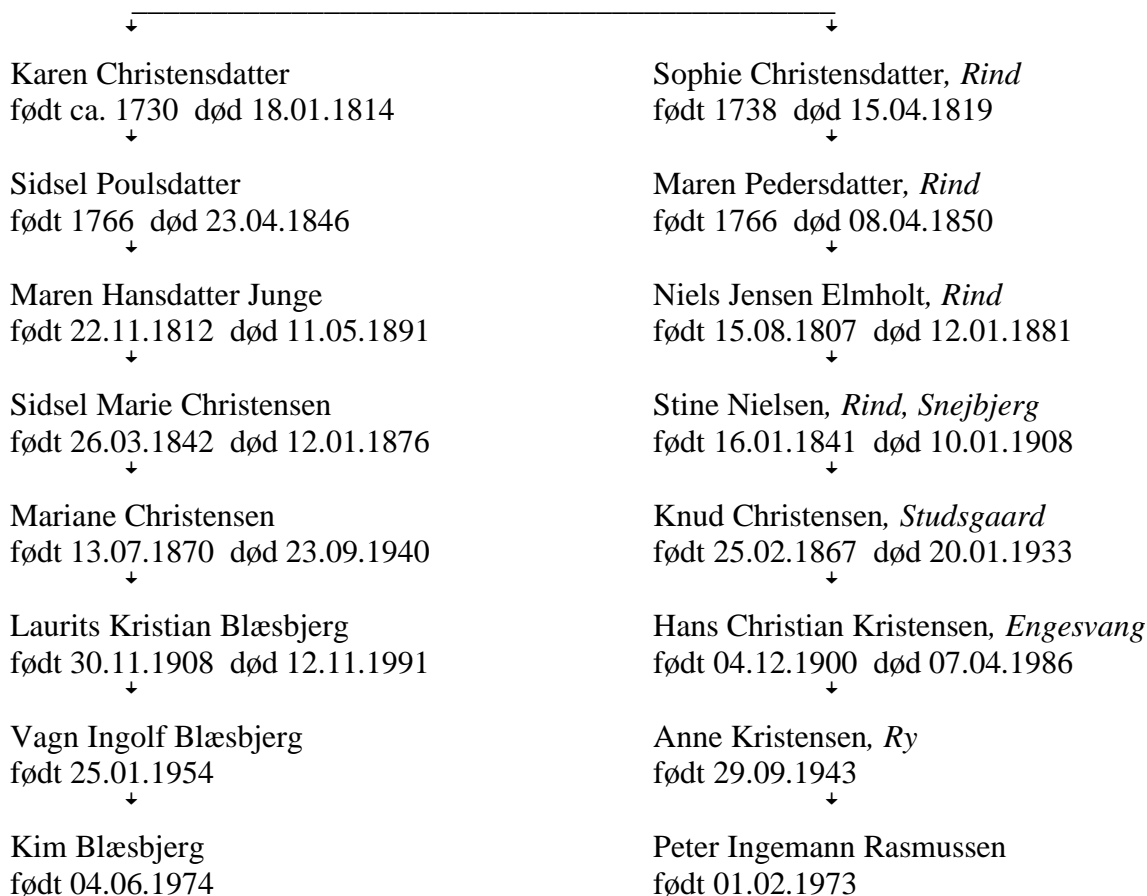 Karen Christensdatter
født ca. 1730 død 18.01.1814
Sidsel Poulsdatter
født 1766 død 23.04.1846
Maren Hansdatter Junge
født 22.11.1812 død 11.05.1891
Sidsel Marie Christensen
født 26.03.1842 død 12.01.1876
Mariane Christensen
født 13.07.1870 død 23.09.1940
Laurits Kristian Blæsbjerg
født 30.11.1908 død 12.11.1991
Vagn Ingolf Blæsbjerg
født 25.01.1954
Kim Blæsbjerg
født 04.06.1974
Sophie Christensdatter, Rind
født 1738 død 15.04.1819
Maren Pedersdatter, Rind
født 1766 død 08.04.1850
Niels Jensen Elmholt, Rind
født 15.08.1807 død 12.01.1881
Stine Nielsen, Rind, Snejbjerg
født 16.01.1841 død 10.01.1908
Knud Christensen, Studsgaard
født 25.02.1867 død 20.01.1933
Hans Christian Kristensen, Engesvang
født 04.12.1900 død 07.04.1986
Anne Kristensen, Ry
født 29.09.1943
Peter Ingemann Rasmussen
født 01.02.1973